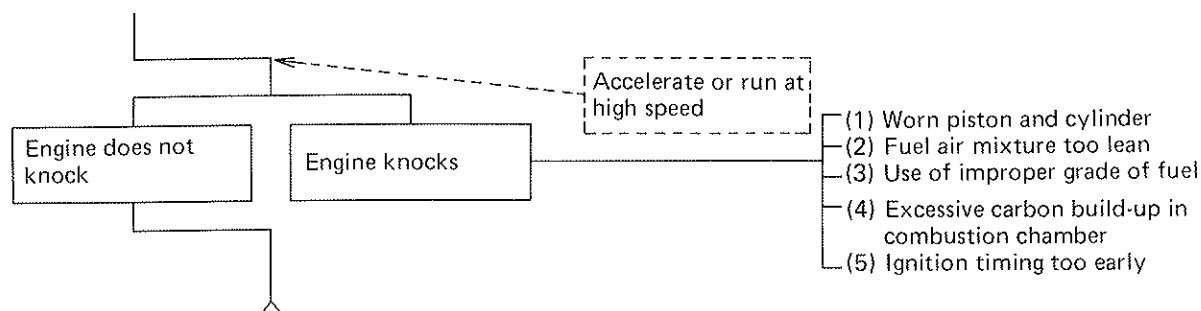 Accelerate or run at
high speed
Engine does not
knock
Engine knocks
(1) Worn piston and cylinder
(2) Fuel air mixture too lean
(3) Use of improper grade of fuel
(4) Excessive carbon build-up in
combustion chamber
(5) Ignition timing too early